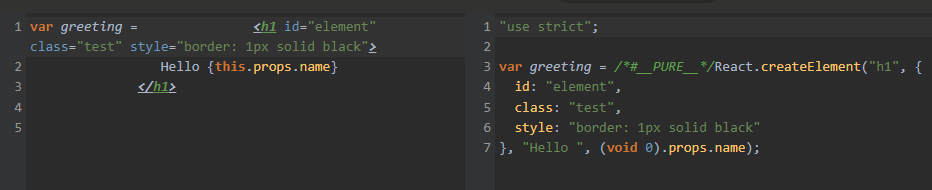 1 var greeting = <h1 id="element"
class="test" style="border: 1px solid black">
2 Hello {this.props.name}
3 </h1>
4
5
1 "use strict";
2
3 var greeting = /*#__PURE__*/React.createElement("h1", {
4 id: "element",
5 class: "test",
6 style: "border: 1px solid black"
7 }, "Hello ", (void 0).props.name);